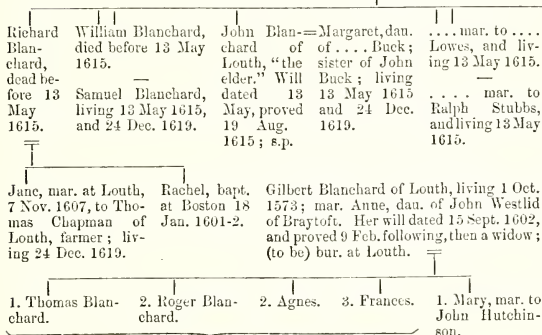 Richard
Blan-
chard,
dead be-
fore 13
May
1615.
William Blanchard,
died before 13 May
1615.
—
Samuel Blanchard,
living 13 May 1615,
and 24 Dec. 1619.
John Blan-
chard of
Louth, “the
elder.” Will
dated 13
May, proved
19 Aug.
1615; s.p.
=Margaret, dau.
of .... Buck;
sister of John
Buck; living
13 May 1615
and 24 Dec.
1619.
.... mar. to ....
Lowes, and liv-
ing 13 May 1615.
—
.... mar. to
Ralph Stubbs,
and living 13 May
1615.
Jane, mar. at Louth,
7 Nov. 1607, to Tho-
mas Chapman of
Louth, farmer; liv-
ing 24 Dec. 1619.
Rachel, bapt.
at Boston 18
Jan. 1601-2.
Gilbert Blanchard of Louth, living 1 Oct.
1573; mar. Anne, dau. of John Westlid
of Braytoft. Her will dated 15 Sept. 1602,
and proved 9 Feb. following, then a widow;
(to be) bur. at Louth.
1. Thomas Blan-
chard.
2. Roger Blan-
chard.
2. Agnes.
3. Frances.
1. Mary, mar. to
John Hutchin-
son.